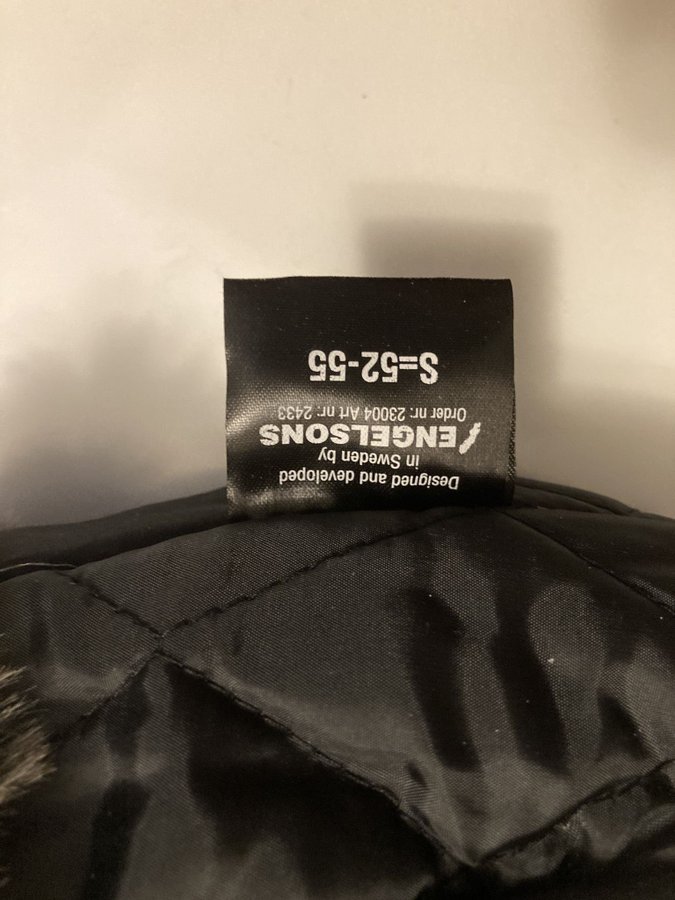 Designed and developed
in Sweden by
ENGELSONS
Order nr: 23004 Art nr: 2433
S=52-55